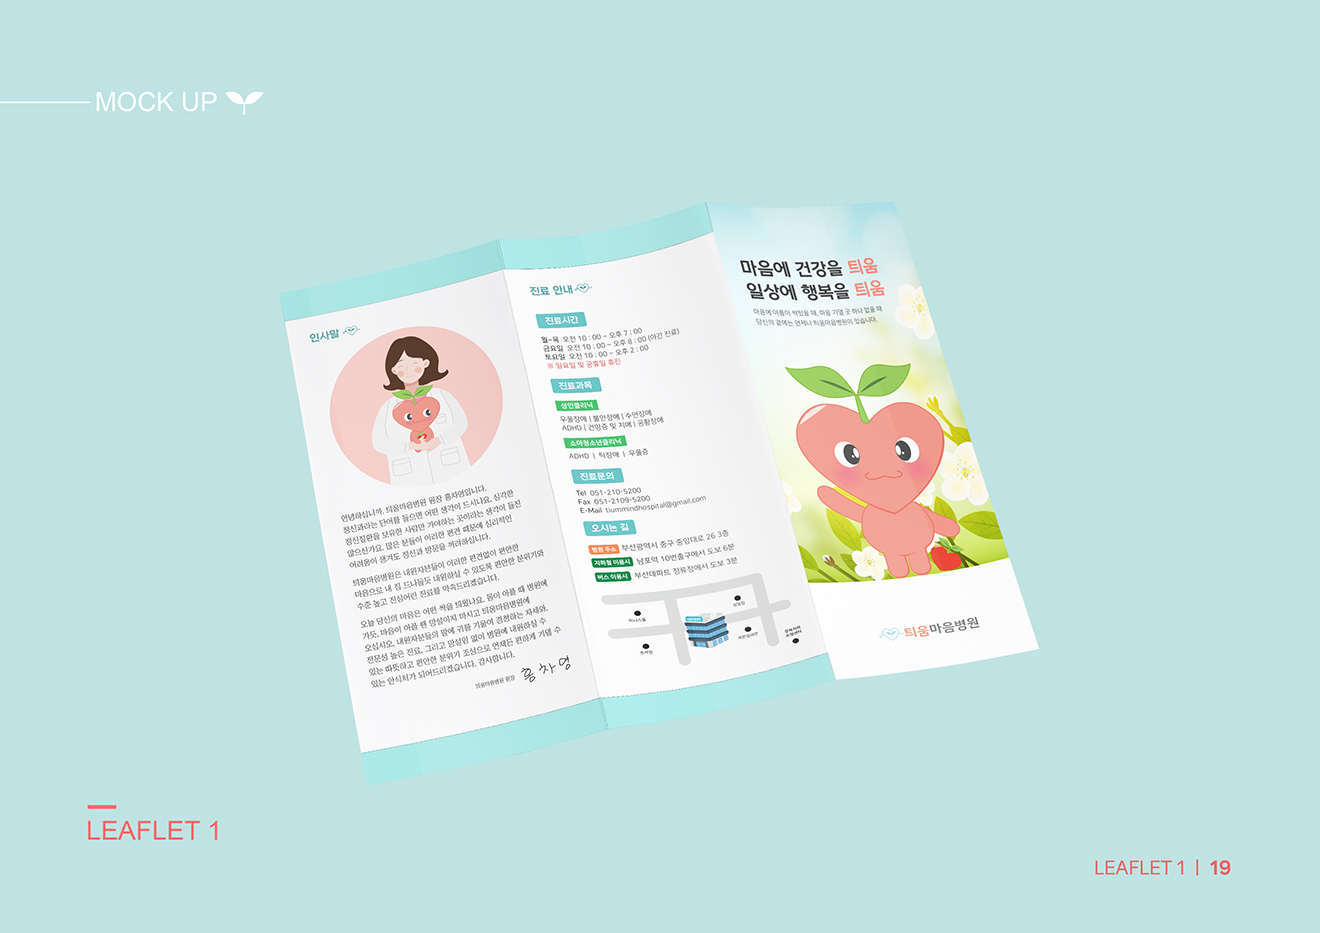 MOCK UP
인사말
안녕하십니까. 틔움마음병원 원장 홍차영입니다.
정신과라는 단어를 들으면 어떤 생각이 드시나요. 심각한
정신질환을 보유한 사람만 가야하는 곳이라는 생각이 들진
않으신가요. 많은 분들이 이러한 편견 때문에 심리적인
어려움이 생겨도 정신과 방문을 꺼려하십니다.
틔움마음병원은 내원자분들이 이러한 편견없이 편안한
마음으로 내 집 드나들듯 내원하실 수 있도록 편안한 분위기와
수준 높고 진심어린 진료를 약속드리겠습니다.
오늘 당신의 마음은 어떤 싹을 틔웠나요. 몸이 아플 때 병원에
가듯, 마음이 아플 땐 망설이지 마시고 틔움마음병원에
오십시오. 내원자분들의 말에 귀를 기울여 경청하는 자세와,
전문성 높은 진료, 그리고 망설임 없이 병원에 내원하실 수
있는 따뜻하고 편안한 분위기 조성으로 언제든 편하게 기댈 수
있는 안식처가 되어드리겠습니다. 감사합니다.
틔움마음병원 원장 홍차영
진료 안내
진료시간
월~목 오전 10 : 00 ~ 오후 7 : 00
금요일 오전 10 : 00 ~ 오후 8 : 00 (야간 진료)
토요일 오전 10 : 00 ~ 오후 2 : 00
※ 일요일 및 공휴일 휴진
진료과목
성인클리닉
우울장애 | 불안장애 | 수면장애
ADHD | 건망증 및 치매 | 공황장애
소아청소년클리닉
ADHD | 틱장애 | 우울증
진료문의
Tel 051-210-5200
Fax 051-2109-5200
E-Mail tiummindhospital@gmail.com
오시는 길
병원 주소 부산광역시 중구 중앙대로 26 3층
지하철 이용시 남포역 10번출구에서 도보 6분
버스 이용시 부산데파트 정류장에서 도보 3분
마음에 건강을 틔움
일상에 행복을 틔움
마음에 아픔이 싹텄을 때, 마음 기댈 곳 하나 없을 때
당신의 곁에는 언제나 틔움마음병원이 있습니다.
틔움마음병원
LEAFLET 1
LEAFLET 1 | 19